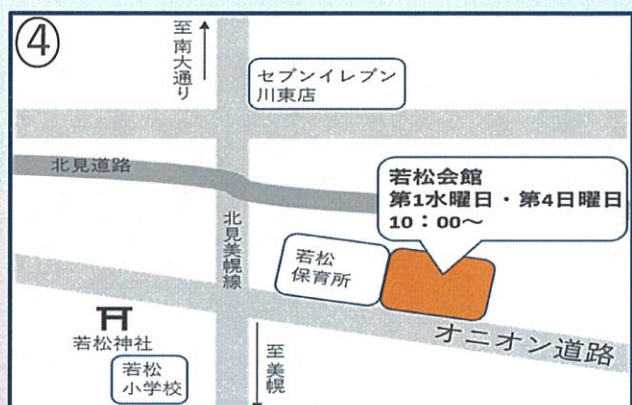 ④
至南大通り
セブンイレブン
川東店
北見道路
若松会館
第1水曜日・第4日曜日
10：00～
北見美幌線
若松
保育所
オニオン道路
若松神社
至美幌
若松
小学校